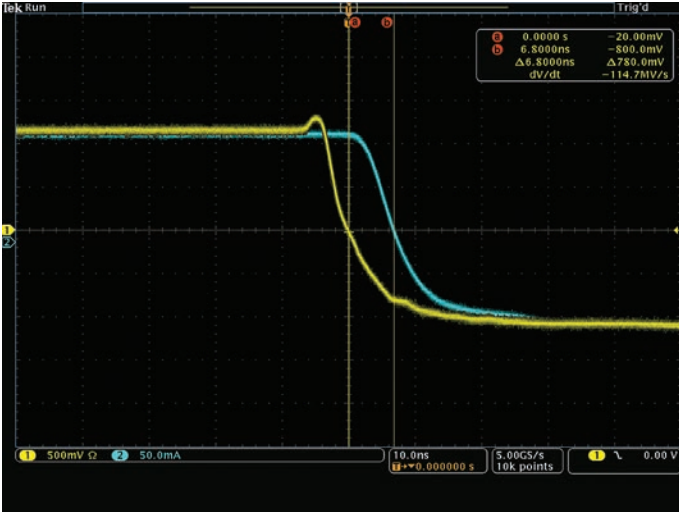 Tek Run Trig'd
T
T a b
a 0.0000 s −20.00mV
b 6.8000ns −800.0mV
Δ6.8000ns Δ780.0mV
dV/dt −114.7MV/s
1
2
1 500mV Ω 2 50.0mA 10.0ns 5.00GS/s 1 0.00 V
T→▼0.000000 s 10k points